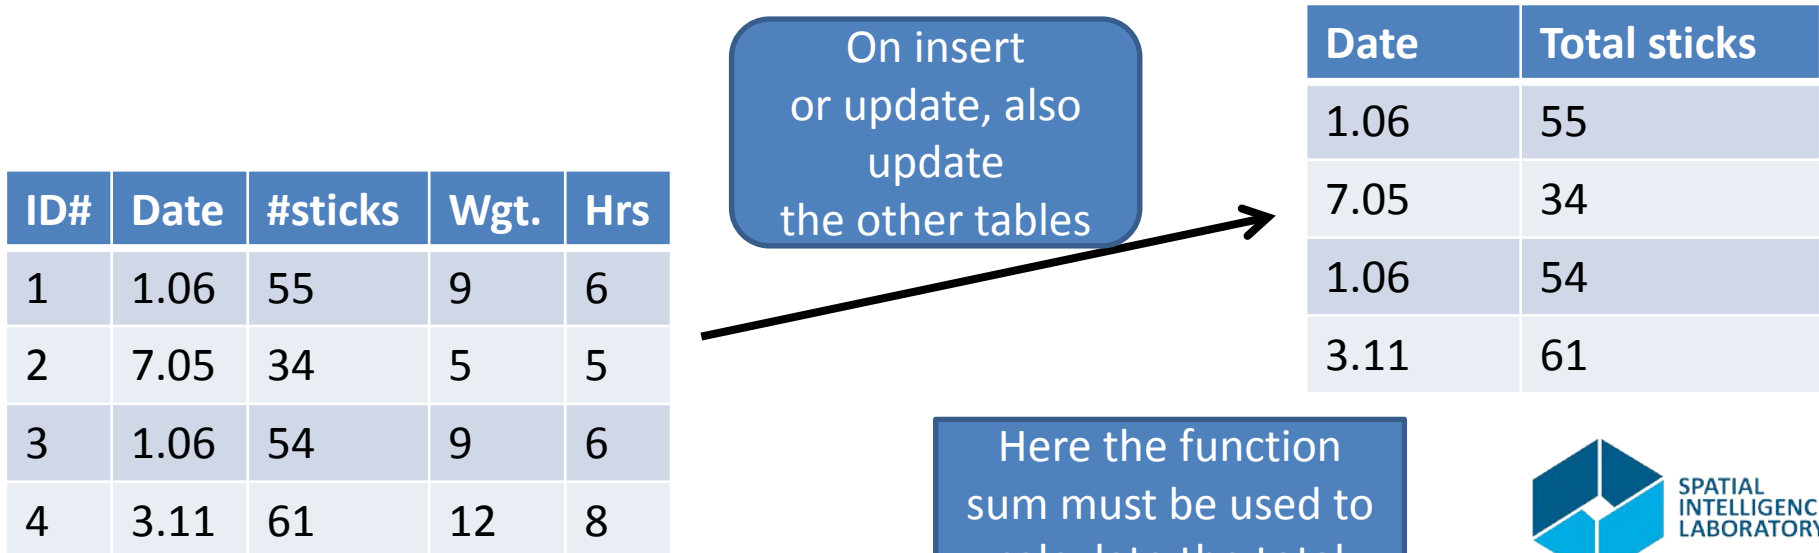 On insert
or update, also
update
the other tables
ID# Date #sticks Wgt. Hrs
1 1.06 55 9 6
2 7.05 34 5 5
3 1.06 54 9 6
4 3.11 61 12 8
Date Total sticks
1.06 55
7.05 34
1.06 54
3.11 61
Here the function
sum must be used to
calculate the total
SPATIAL
INTELLIGENC
LABORATORY